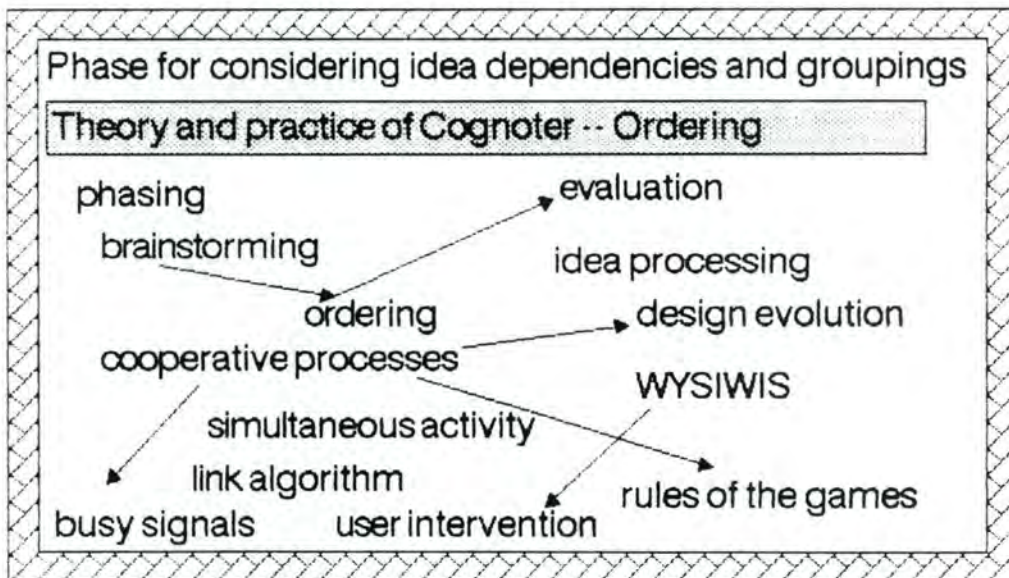 Phase for considering idea dependencies and groupings
Theory and practice of Cognoter -- Ordering
phasing
evaluation
brainstorming
idea processing
ordering
design evolution
cooperative processes
WYSIWIS
simultaneous activity
link algorithm
rules of the games
busy signals
user intervention